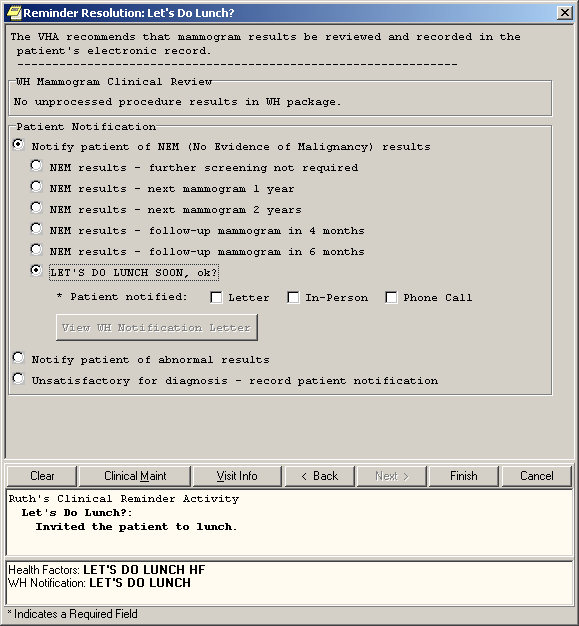 Reminder Resolution: Let's Do Lunch?
The VHA recommends that mammogram results be reviewed and recorded in the
patient's electronic record.
---------------------------------------------------------------
WH Mammogram Clinical Review
No unprocessed procedure results in WH package.
Patient Notification
Notify patient of NEM (No Evidence of Malignancy) results
NEM results - further screening not required
NEM results - next mammogram 1 year
NEM results - next mammogram 2 years
NEM results - follow-up mammogram in 4 months
NEM results - follow-up mammogram in 6 months
LET'S DO LUNCH SOON, ok?
* Patient notified: Letter In-Person Phone Call
View WH Notification Letter
Notify patient of abnormal results
Unsatisfactory for diagnosis - record patient notification
Clear Clinical Maint Visit Info < Back Next > Finish Cancel
Ruth's Clinical Reminder Activity
Let's Do Lunch?:
Invited the patient to lunch.
Health Factors: LET'S DO LUNCH HF
WH Notification: LET'S DO LUNCH
* Indicates a Required Field